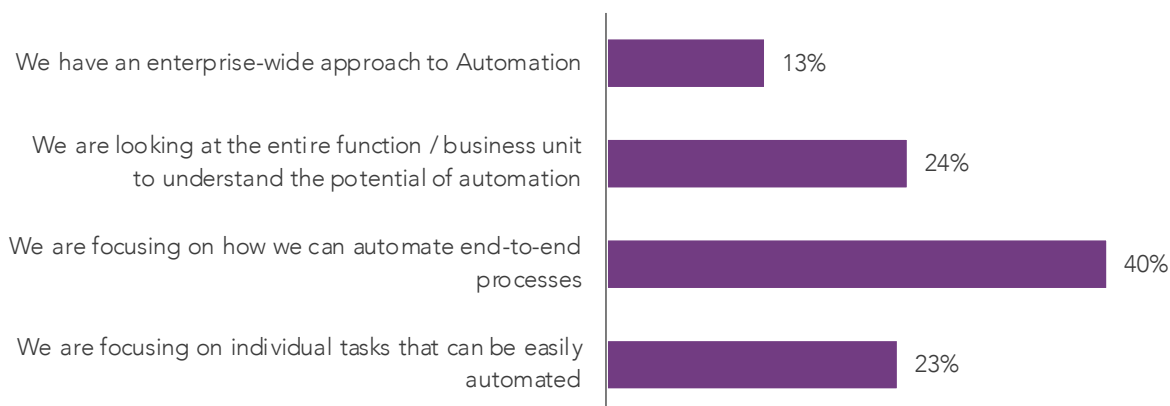 We have an enterprise-wide approach to Automation
13%
We are looking at the entire function / business unit
to understand the potential of automation
24%
We are focusing on how we can automate end-to-end
processes
40%
We are focusing on individual tasks that can be easily
automated
23%